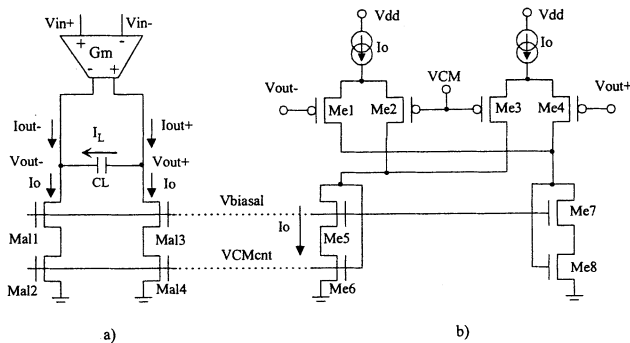 Vin+ Vin-
+ -
Gm
- +
Iout- IL Iout+
Vout- Vout+
Io CL Io
Mal1 Mal3
Mal2 Mal4
a)
Vdd Vdd
Io Io
Vout- VCM Vout+
Me1 Me2 Me3 Me4
Vbiasal
Io
Me5 Me7
VCMcnt
Me6 Me8
b)